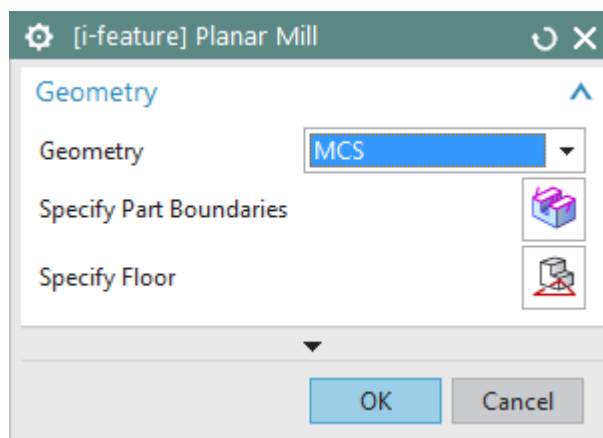 [i-feature] Planar Mill
Geometry
Geometry MCS
Specify Part Boundaries
Specify Floor
OK Cancel